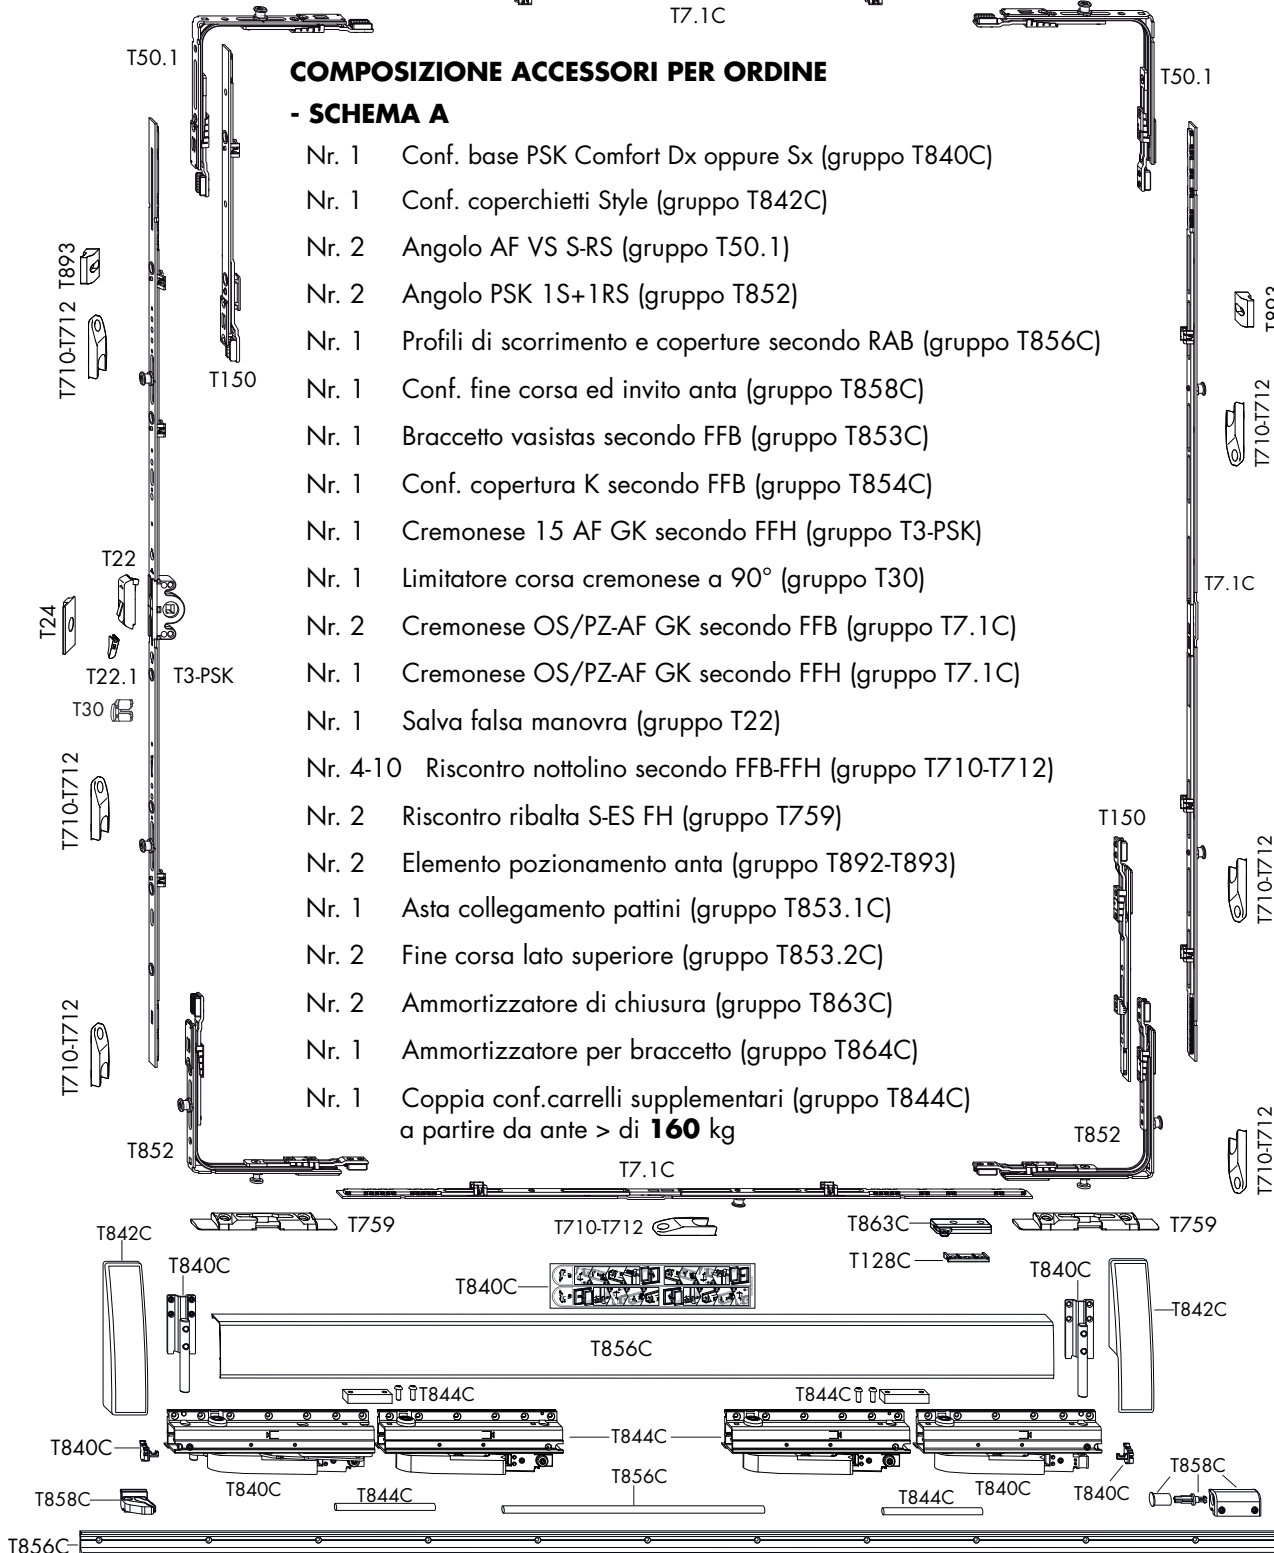 T7.1C
T50.1
T50.1
COMPOSIZIONE ACCESSORI PER ORDINE
- SCHEMA A
Nr. 1 Conf. base PSK Comfort Dx oppure Sx (gruppo T840C)
Nr. 1 Conf. coperchietti Style (gruppo T842C)
Nr. 2 Angolo AF VS S-RS (gruppo T50.1)
Nr. 2 Angolo PSK 1S+1RS (gruppo T852)
Nr. 1 Profili di scorrimento e coperture secondo RAB (gruppo T856C)
Nr. 1 Conf. fine corsa ed invito anta (gruppo T858C)
Nr. 1 Braccetto vasistas secondo FFB (gruppo T853C)
Nr. 1 Conf. copertura K secondo FFB (gruppo T854C)
Nr. 1 Cremonese 15 AF GK secondo FFH (gruppo T3-PSK)
Nr. 1 Limitatore corsa cremonese a 90° (gruppo T30)
Nr. 2 Cremonese OS/PZ-AF GK secondo FFB (gruppo T7.1C)
Nr. 1 Cremonese OS/PZ-AF GK secondo FFH (gruppo T7.1C)
Nr. 1 Salva falsa manovra (gruppo T22)
Nr. 4-10 Riscontro nottolino secondo FFB-FFH (gruppo T710-T712)
Nr. 2 Riscontro ribalta S-ES FH (gruppo T759)
Nr. 2 Elemento pozionamento anta (gruppo T892-T893)
Nr. 1 Asta collegamento pattini (gruppo T853.1C)
Nr. 2 Fine corsa lato superiore (gruppo T853.2C)
Nr. 2 Ammortizzatore di chiusura (gruppo T863C)
Nr. 1 Ammortizzatore per braccetto (gruppo T864C)
Nr. 1 Coppia conf.carrelli supplementari (gruppo T844C)
a partire da ante > di 160 kg
T893
T710-T712
T150
T22
T24
T22.1
T3-PSK
T30
T710-T712
T710-T712
T852
T710-T712
T7.1C
T150
T710-T712
T852
T710-T712
T7.1C
T759
T710-T712
T863C
T759
T842C
T840C
T840C
T128C
T840C
T842C
T856C
T844C
T844C
T840C
T844C
T858C
T840C
T844C
T856C
T844C
T840C
T840C
T858C
T856C